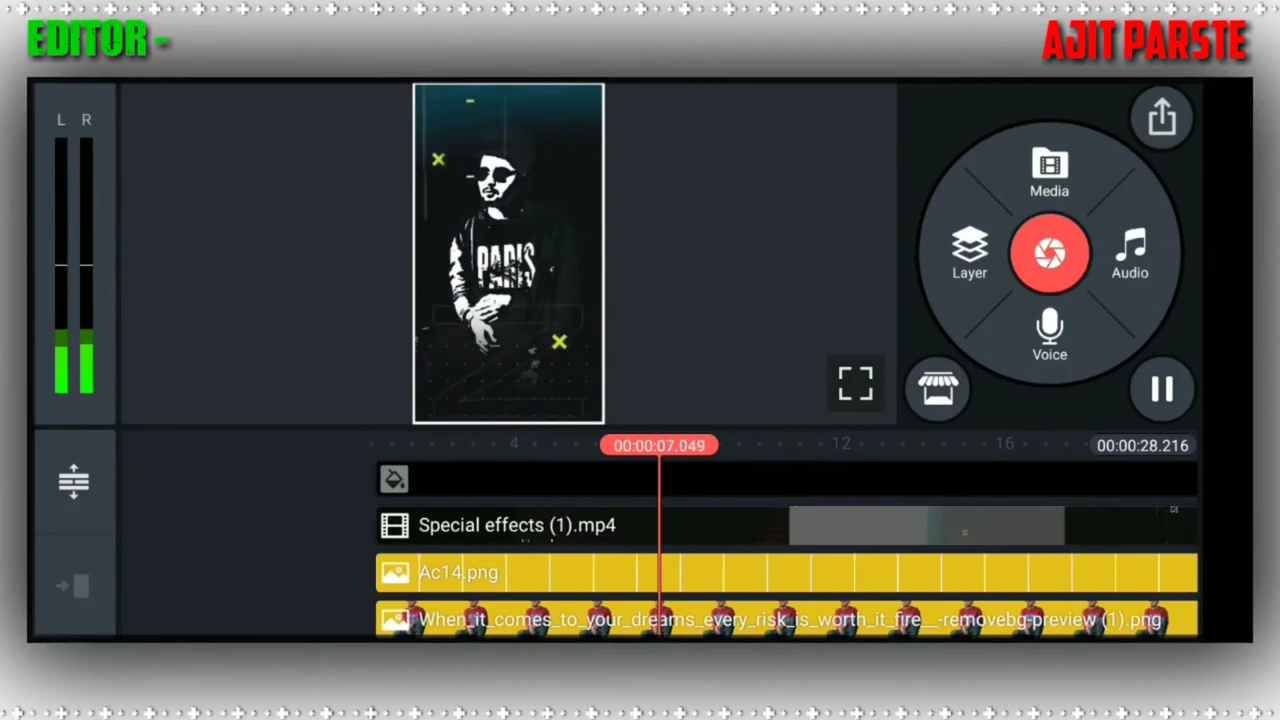 EDITOR -
AJIT PARSTE
L R
Media
Layer
Audio
Voice
PARIS
4
00:00:07.049
12
16
00:00:28.216
Special effects (1).mp4
Ac14.png
When_it_comes_to_your_dreams_every_risk_is_worth_it_fire__-removebg-preview (1).png